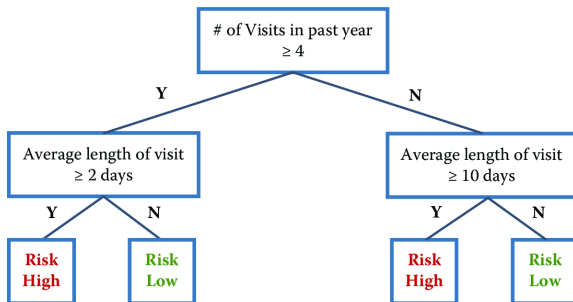 # of Visits in past year
≥ 4
Y
N
Average length of visit
≥ 2 days
Average length of visit
≥ 10 days
Y
N
Y
N
Risk
High
Risk
Low
Risk
High
Risk
Low